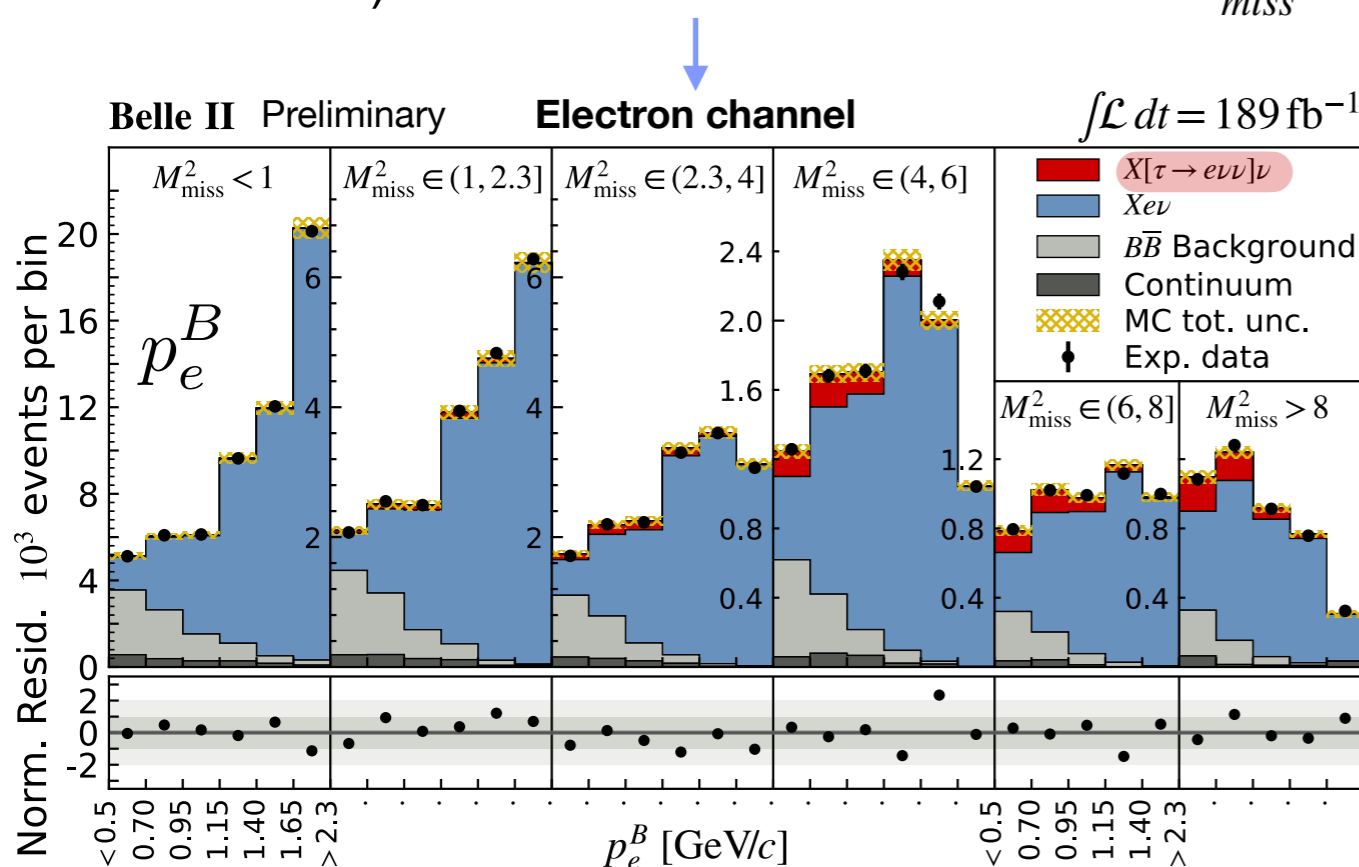 miss
Belle II Preliminary Electron channel ∫ℒ dt = 189 fb⁻¹
M²miss < 1
M²miss ∈ (1, 2.3]
M²miss ∈ (2.3, 4]
M²miss ∈ (4, 6]
X[τ → eνν]ν
Xeν
BB̅ Background
Continuum
MC tot. unc.
Exp. data
M²miss ∈ (6, 8]
M²miss > 8
pₑᴮ
10³ events per bin
20
16
12
8
4
0
6
4
2
6
4
2
2.4
2.0
1.6
0.8
0.4
1.2
0.8
0.4
0.8
0.4
Norm. Resid.
2
0
-2
< 0.5 0.70 0.95 1.15 1.40 1.65 > 2.3
pₑᴮ [GeV/c]
< 0.5 0.70 0.95 1.15 1.40 > 2.3